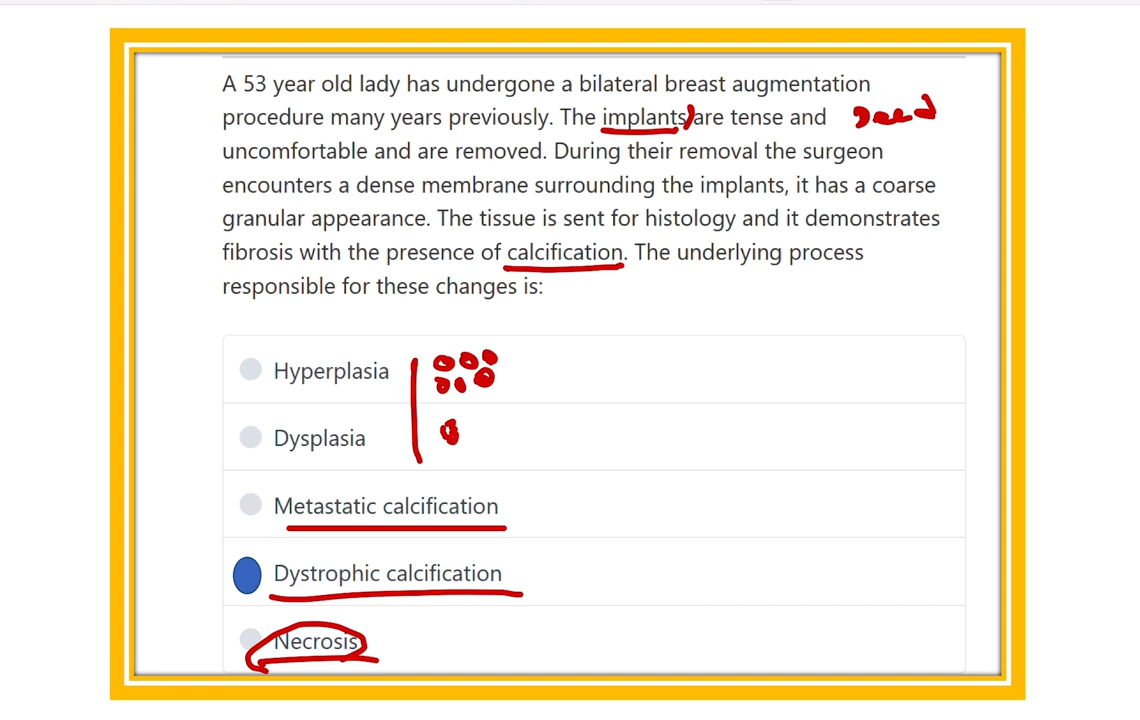 A 53 year old lady has undergone a bilateral breast augmentation
procedure many years previously. The implants are tense and
uncomfortable and are removed. During their removal the surgeon
encounters a dense membrane surrounding the implants, it has a coarse
granular appearance. The tissue is sent for histology and it demonstrates
fibrosis with the presence of calcification. The underlying process
responsible for these changes is:
Hyperplasia
Dysplasia
Metastatic calcification
Dystrophic calcification
Necrosis